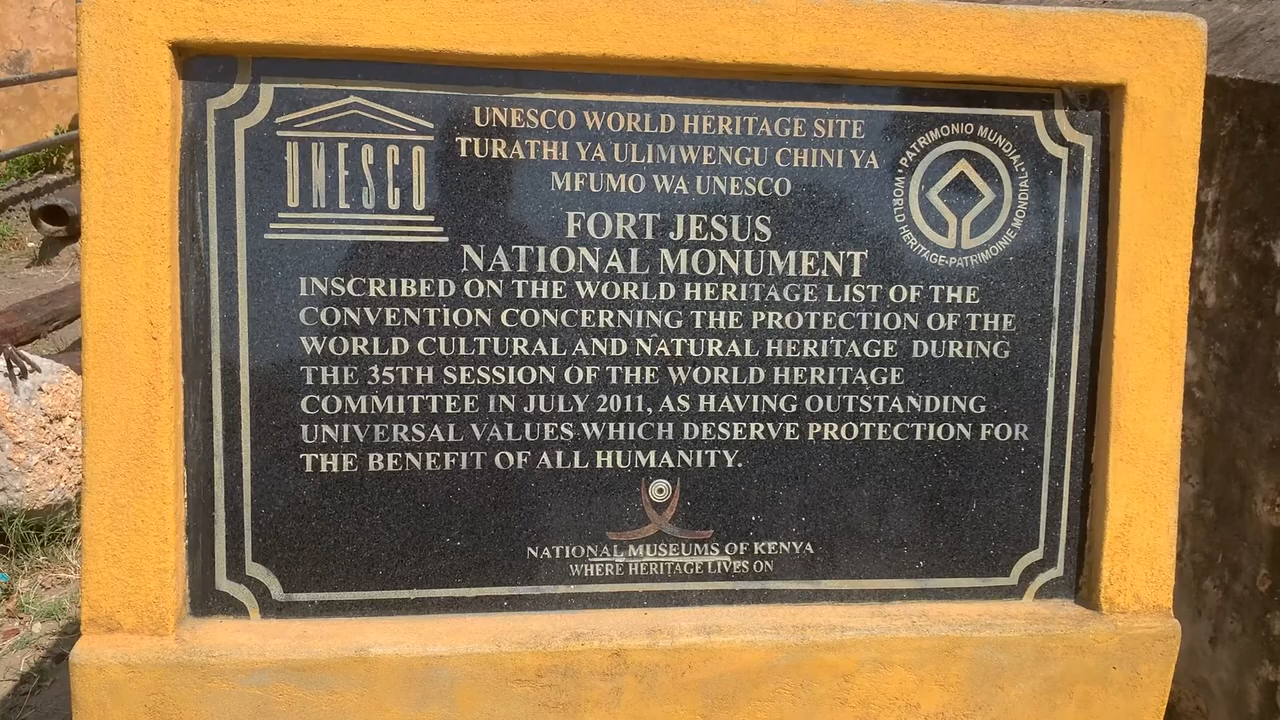 UNESCO WORLD HERITAGE SITE
TURATHI YA ULIMWENGU CHINI YA
MFUMO WA UNESCO
UNESCO
PATRIMONIO MUNDIAL • WORLD HERITAGE • PATRIMOINE MONDIAL •
FORT JESUS
NATIONAL MONUMENT
INSCRIBED ON THE WORLD HERITAGE LIST OF THE
CONVENTION CONCERNING THE PROTECTION OF THE
WORLD CULTURAL AND NATURAL HERITAGE DURING
THE 35TH SESSION OF THE WORLD HERITAGE
COMMITTEE IN JULY 2011, AS HAVING OUTSTANDING
UNIVERSAL VALUES WHICH DESERVE PROTECTION FOR
THE BENEFIT OF ALL HUMANITY.
NATIONAL MUSEUMS OF KENYA
WHERE HERITAGE LIVES ON